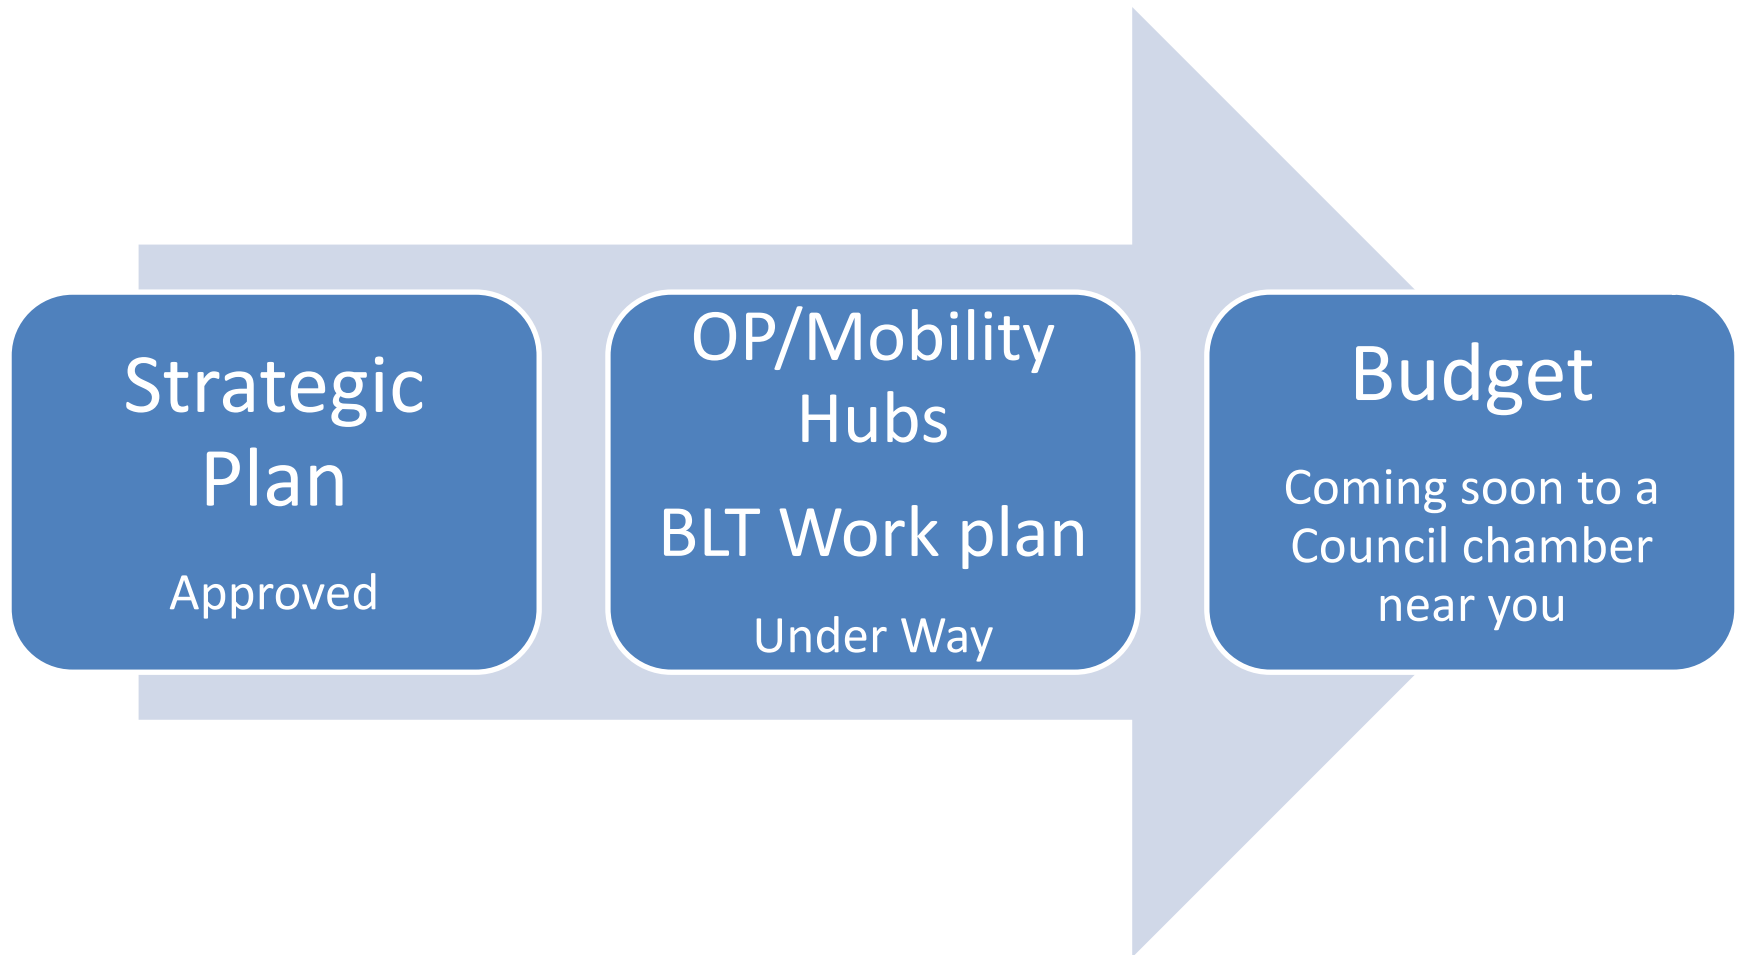 Strategic
Plan
Approved
OP/Mobility
Hubs
BLT Work plan
Under Way
Budget
Coming soon to a
Council chamber
near you